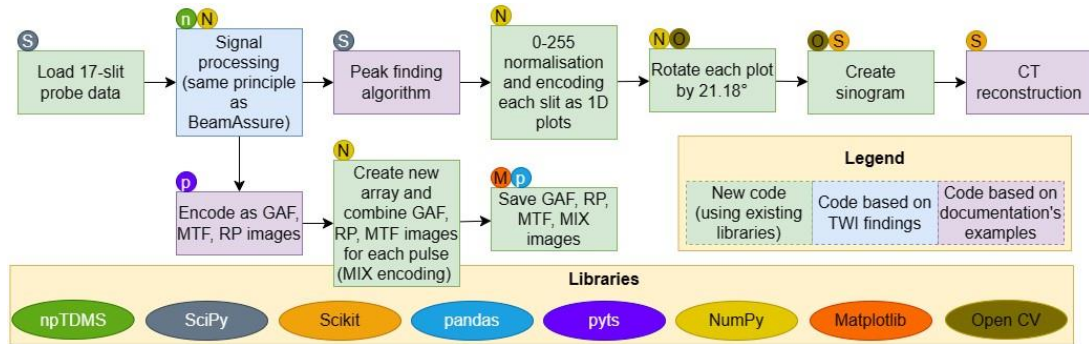 S
Load 17-slit
probe data
n N
Signal
processing
(same principle
as
BeamAssure)
S
Peak finding
algorithm
N
0-255
normalisation
and encoding
each slit as 1D
plots
N O
Rotate each plot
by 21.18°
O S
Create
sinogram
S
CT
reconstruction
p
Encode as GAF,
MTF, RP images
N
Create new
array and
combine GAF,
RP, MTF images
for each pulse
(MIX encoding)
M p
Save GAF, RP,
MTF, MIX
images
Legend
New code
(using existing
libraries)
Code based on
TWI findings
Code based on
documentation's
examples
Libraries
npTDMS
SciPy
Scikit
pandas
pyts
NumPy
Matplotlib
Open CV